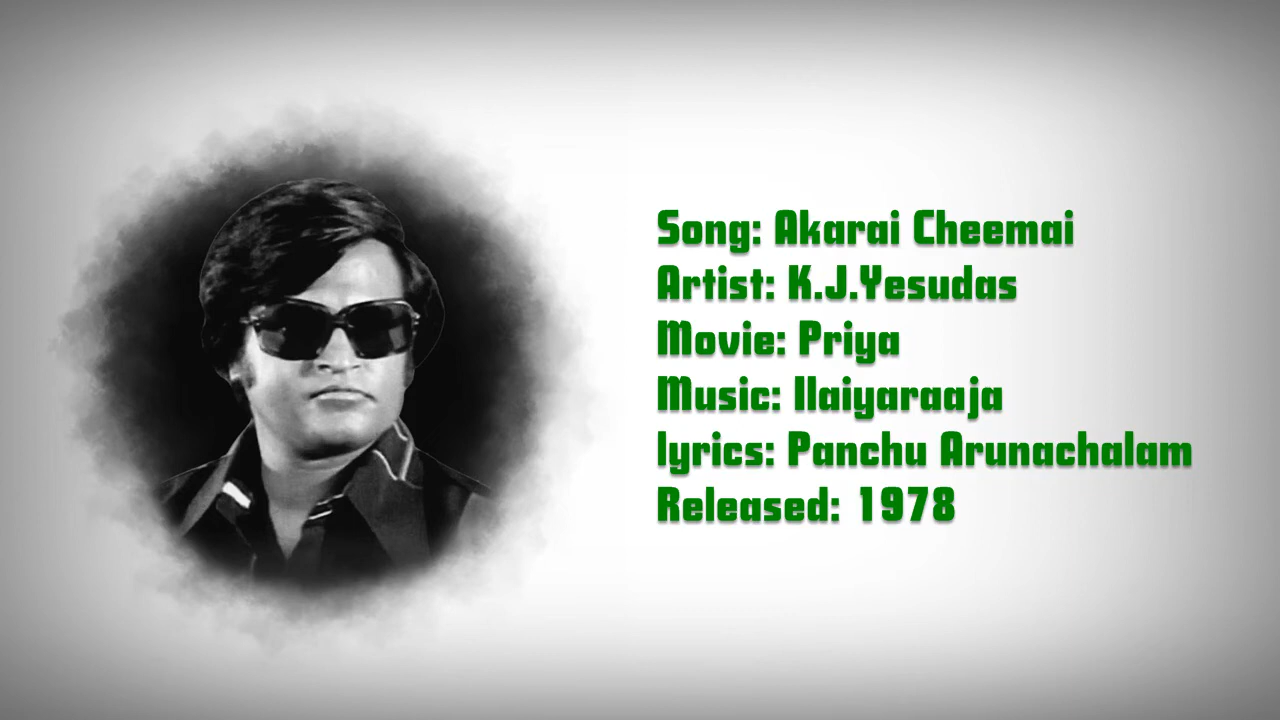 Song: Akarai Cheemai
Artist: K.J.Yesudas
Movie: Priya
Music: Ilaiyaraaja
lyrics: Panchu Arunachalam
Released: 1978